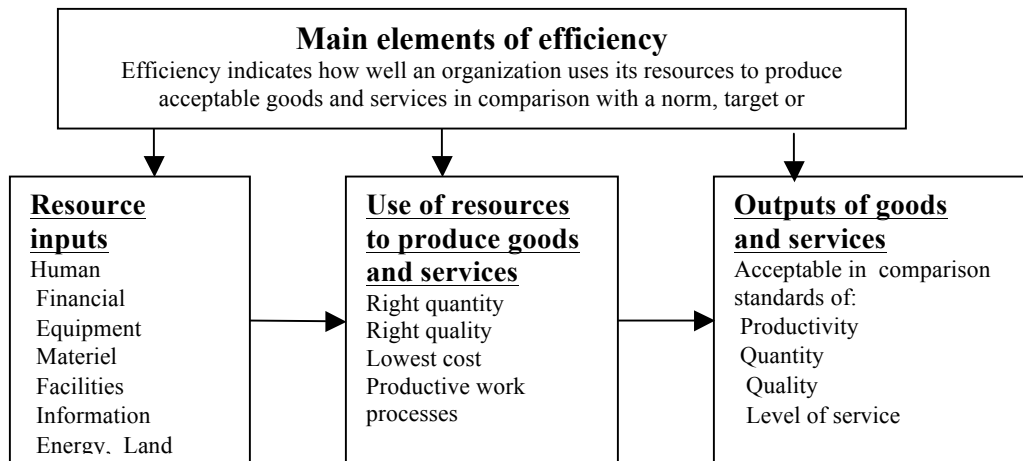 Main elements of efficiency
Efficiency indicates how well an organization uses its resources to produce
acceptable goods and services in comparison with a norm, target or
Resource
inputs
Human
Financial
Equipment
Materiel
Facilities
Information
Energy, Land
Use of resources
to produce goods
and services
Right quantity
Right quality
Lowest cost
Productive work
processes
Outputs of goods
and services
Acceptable in comparison
standards of:
Productivity
Quantity
Quality
Level of service